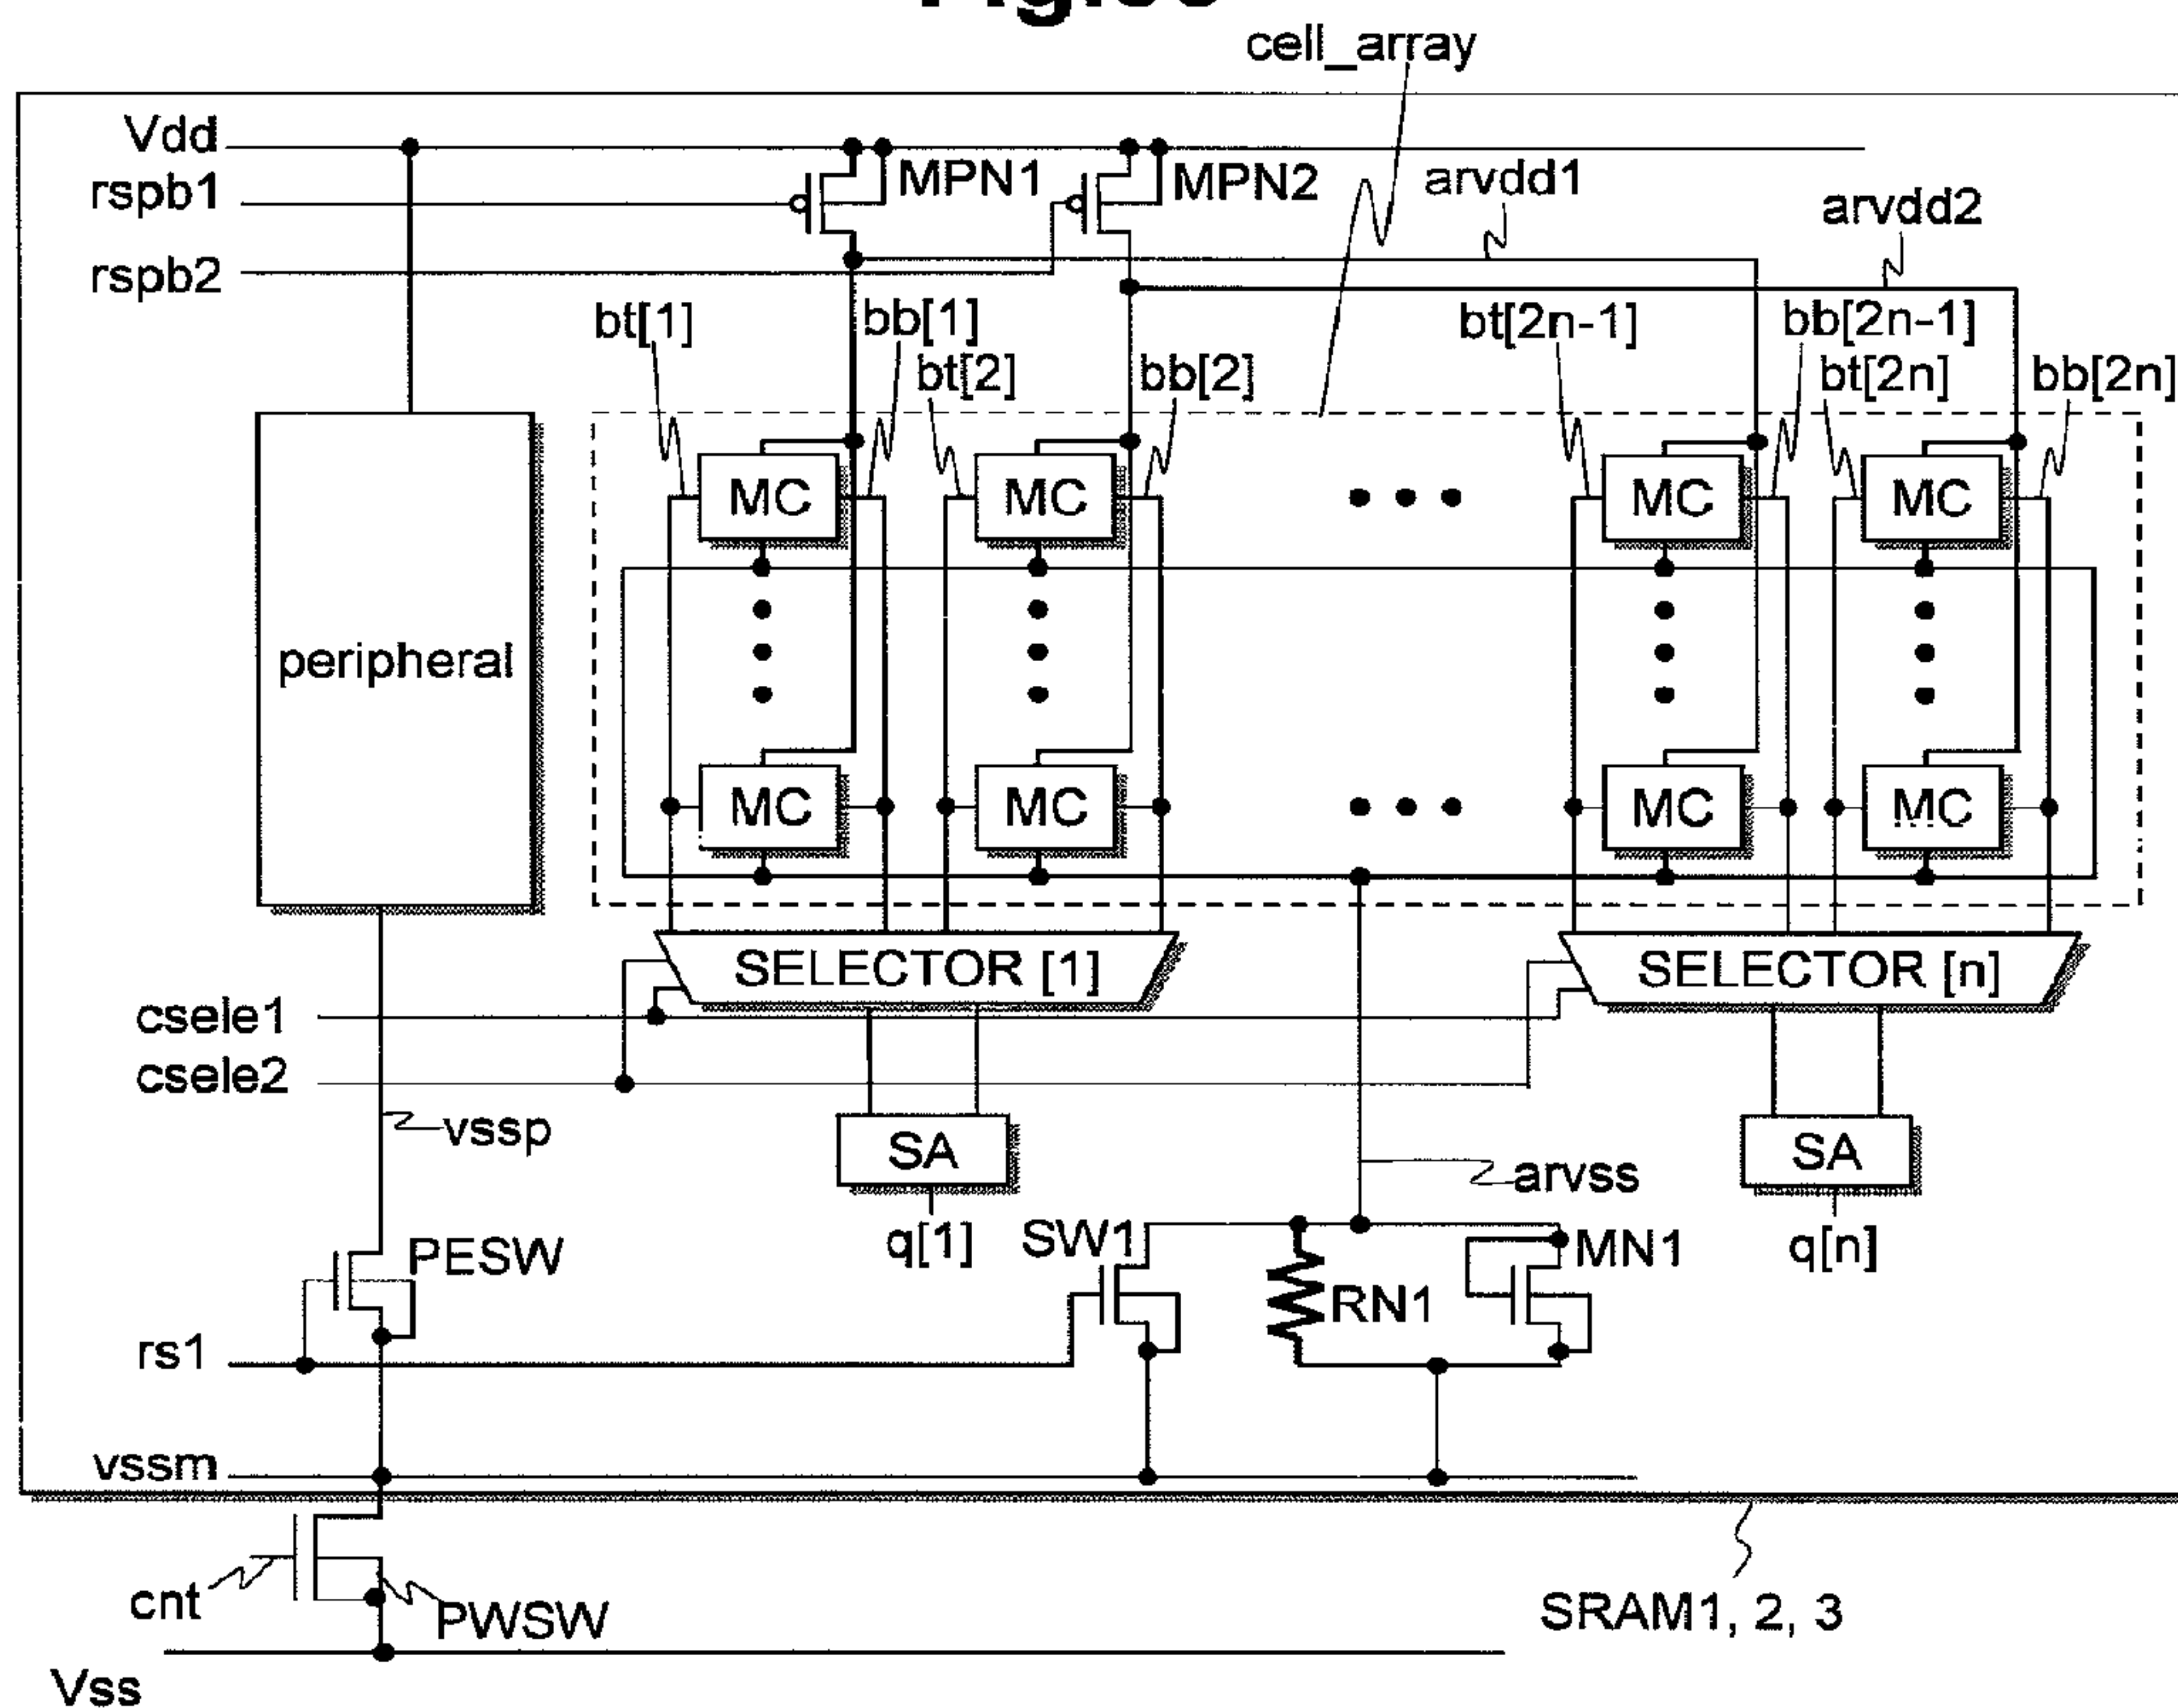 cell_array
Vdd
MPN1
MPN2
arvdd1
rspb1
arvdd2
rspb2
bt[1]
bb[1]
bt[2]
bb[2]
bt[2n-1]
bb[2n-1]
bt[2n]
bb[2n]
MC
MC
MC
MC
peripheral
MC
MC
MC
MC
SELECTOR [1]
SELECTOR [n]
csele1
csele2
vssp
SA
SA
arvss
q[1]
SW1
MN1
q[n]
PESW
RN1
rs1
vssm
cnt
PWSW
SRAM1, 2, 3
Vss